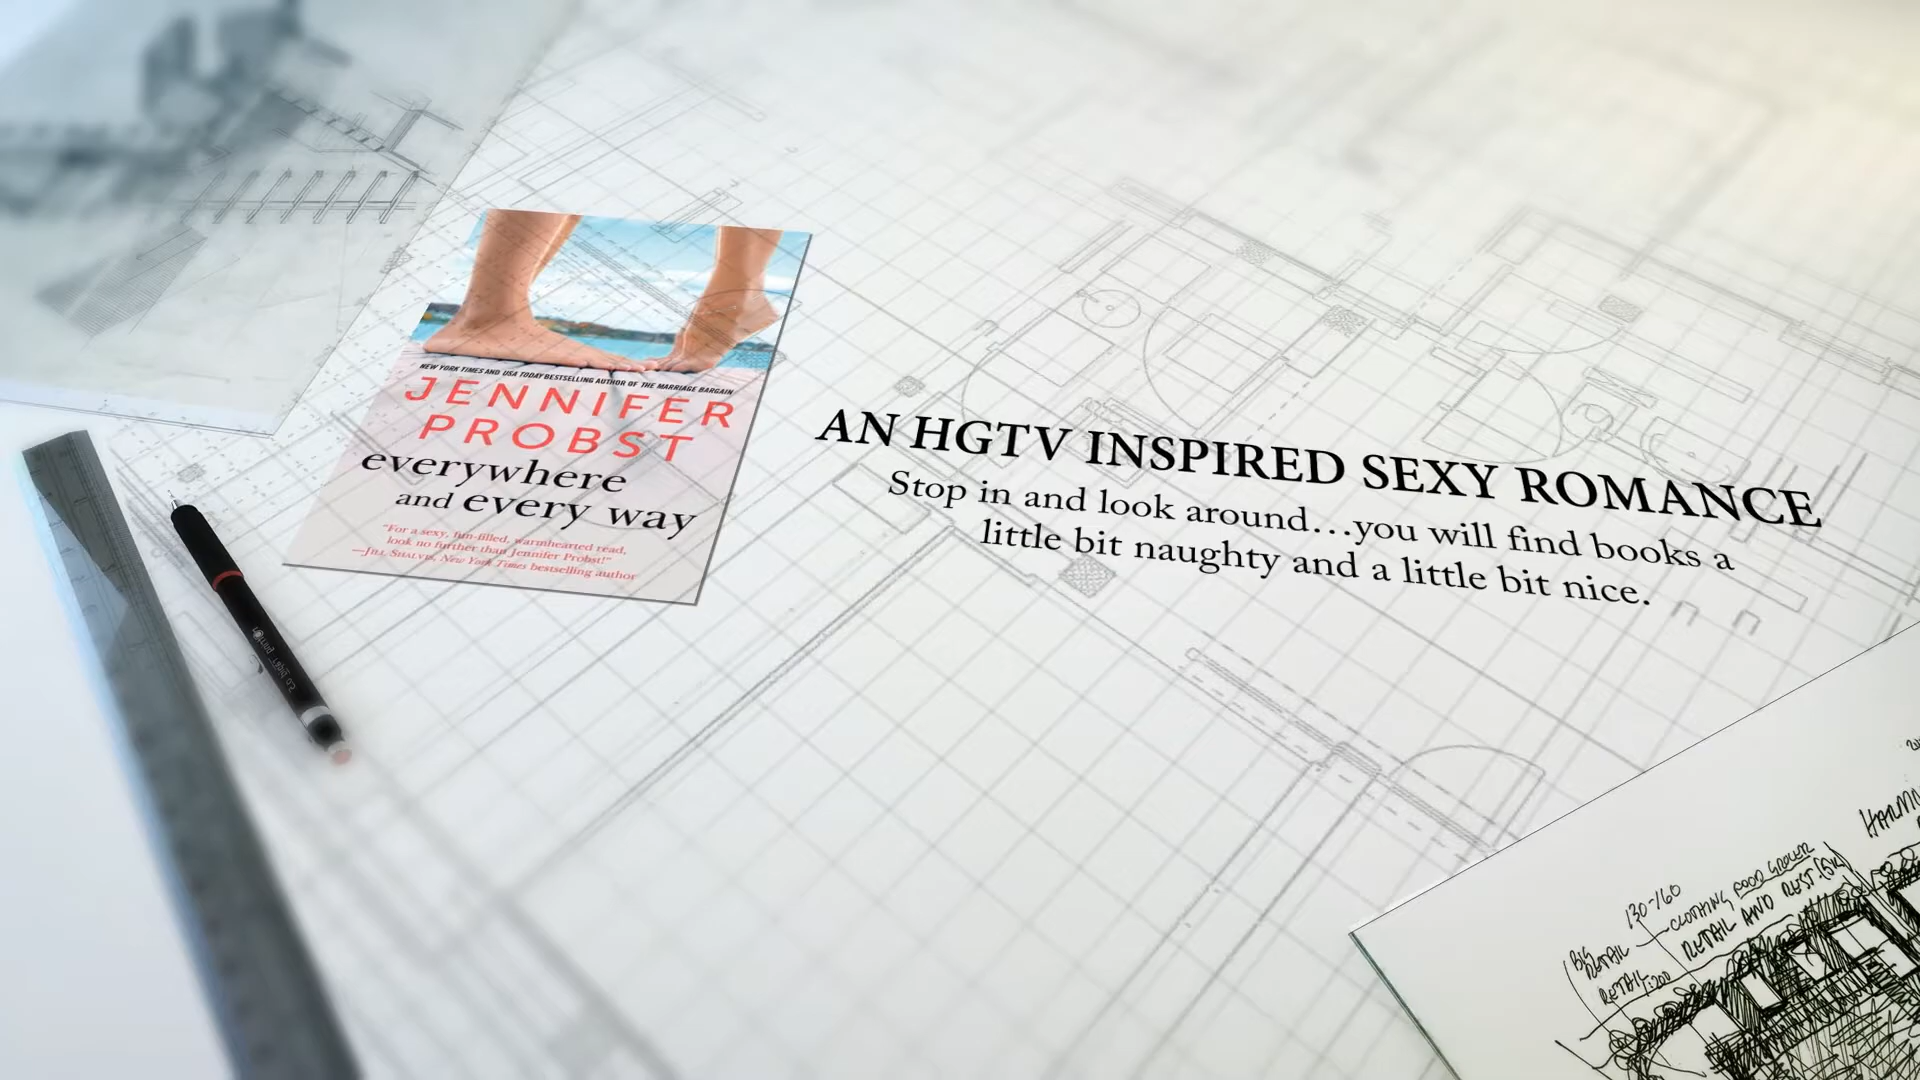 NEW YORK TIMES AND USA TODAY BESTSELLING AUTHOR OF THE MARRIAGE BARGAIN
JENNIFER
PROBST
everywhere
and every way
"For a sexy, fun-filled, warmhearted read,
look no further than Jennifer Probst!"
—JILL SHALVIS, New York Times bestselling author
AN HGTV INSPIRED SEXY ROMANCE
Stop in and look around...you will find books a
little bit naughty and a little bit nice.
130-160
CLOTHING FOOD GROCER
RETAIL AND REST.
BIG
RETAIL
RETAIL